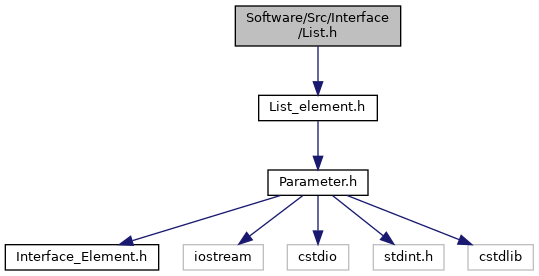 Software/Src/Interface
/List.h
List_element.h
Parameter.h
Interface_Element.h
iostream
cstdio
stdint.h
cstdlib